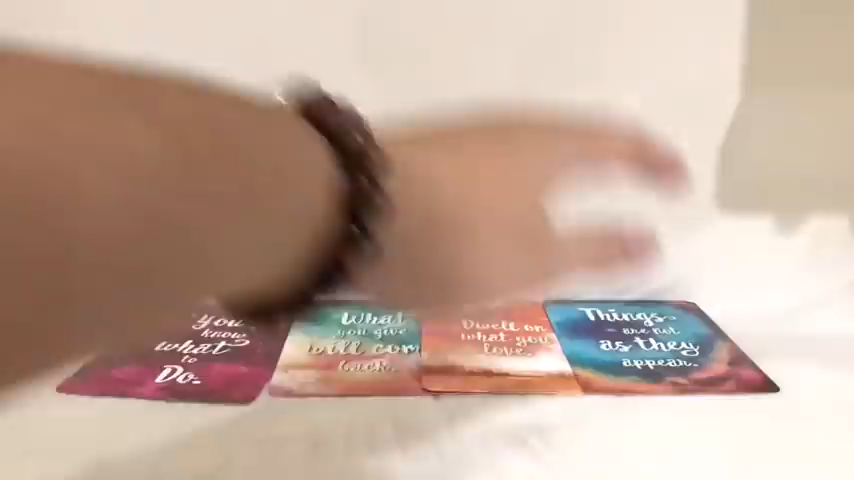 You
know
what
to
Do.
What
you give
will come
back.
Dwell on
what you
love.
Things
are not
as they
appear.